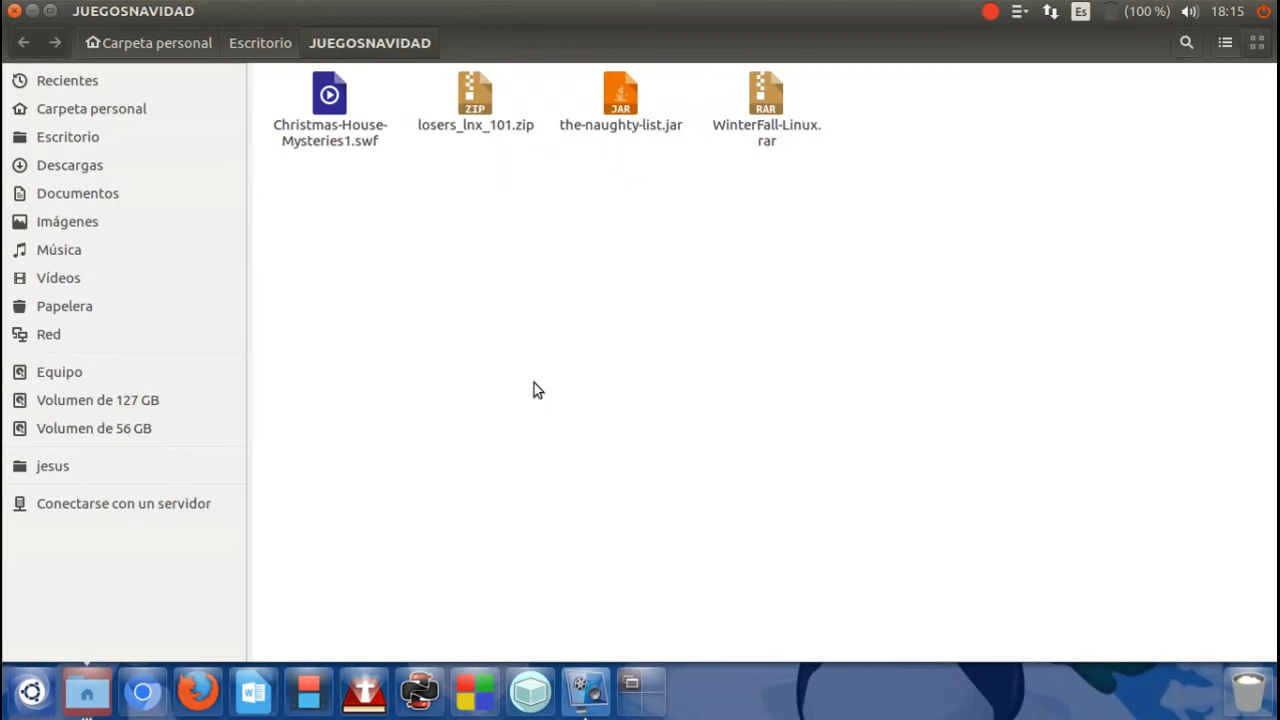 JUEGOSNAVIDAD
Es
(100 %)
18:15
Carpeta personal
Escritorio
JUEGOSNAVIDAD
Recientes
Carpeta personal
Escritorio
Descargas
Documentos
Imágenes
Música
Vídeos
Papelera
Red
Equipo
Volumen de 127 GB
Volumen de 56 GB
jesus
Conectarse con un servidor
Christmas-House-
Mysteries1.swf
ZIP
losers_lnx_101.zip
JAR
the-naughty-list.jar
RAR
WinterFall-Linux.
rar
W